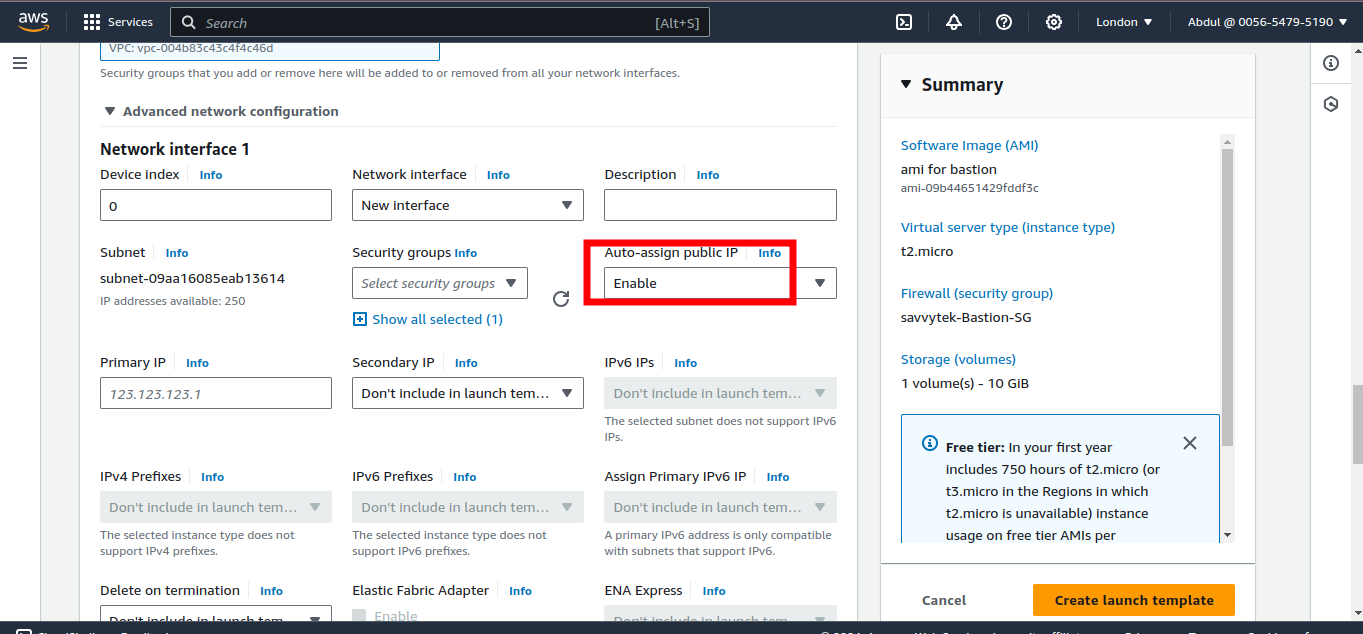 aws Services Search [Alt+S] London Abdul @ 0056-5479-5190
VPC: vpc-004b83c43c4f4c46d
Security groups that you add or remove here will be added to or removed from all your network interfaces.
Advanced network configuration
Network interface 1
Device index Info Network interface Info Description Info
0 New interface
Subnet Info Security groups Info Auto-assign public IP Info
subnet-09aa16085eab13614 Select security groups Enable
IP addresses available: 250
Show all selected (1)
Primary IP Info Secondary IP Info IPv6 IPs Info
123.123.123.1 Don't include in launch tem... Don't include in launch tem...
The selected subnet does not support IPv6
IPs.
IPv4 Prefixes Info IPv6 Prefixes Info Assign Primary IPv6 IP Info
Don't include in launch tem... Don't include in launch tem... Don't include in launch tem...
The selected instance type does not The selected instance type does not A primary IPv6 address is only compatible
support IPv4 prefixes. support IPv6 prefixes. with subnets that support IPv6.
Delete on termination Info Elastic Fabric Adapter Info ENA Express Info
Enable
Summary
Software Image (AMI)
ami for bastion
ami-09b44651429fddf3c
Virtual server type (instance type)
t2.micro
Firewall (security group)
savvytek-Bastion-SG
Storage (volumes)
1 volume(s) - 10 GiB
Free tier: In your first year
includes 750 hours of t2.micro (or
t3.micro in the Regions in which
t2.micro is unavailable) instance
usage on free tier AMIs per
Cancel Create launch template